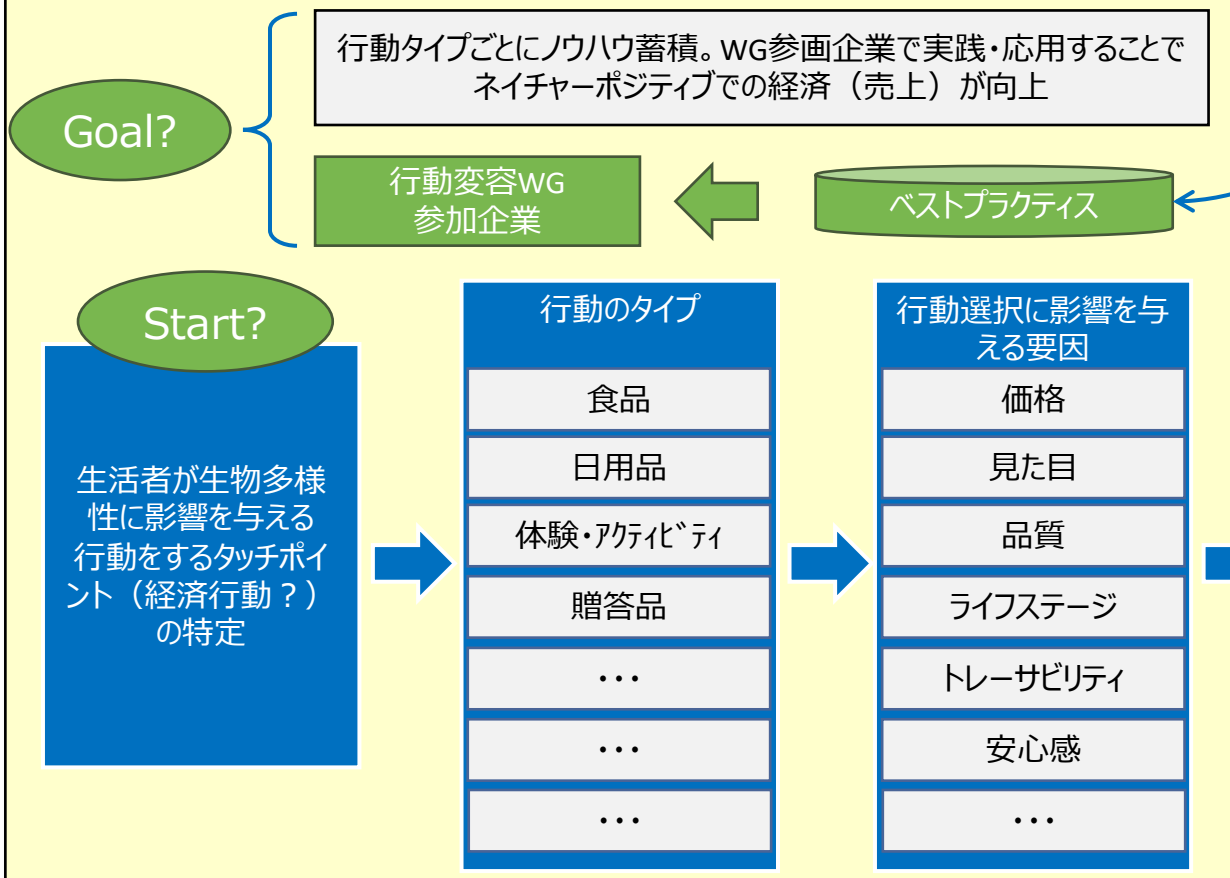 Goal?
行動タイプごとにノウハウ蓄積。WG参画企業で実践・応用することで
ネイチャーポジティブでの経済（売上）が向上
行動変容WG
参加企業
ベストプラクティス
Start?
生活者が生物多様
性に影響を与える
行動をするタッチポイ
ント（経済行動？）
の特定
行動のタイプ
食品
日用品
体験・ｱｸﾃｨﾋﾞﾃｨ
贈答品
・・・
・・・
・・・
行動選択に影響を与
える要因
価格
見た目
品質
ライフステージ
トレーサビリティ
安心感
・・・